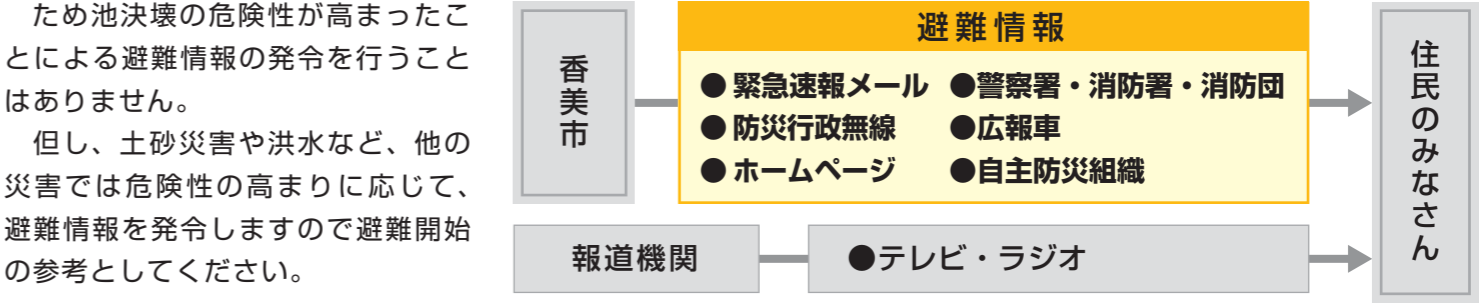 ため池決壊の危険性が高まったこ
とによる避難情報の発令を行うこと
はありません。
但し、土砂災害や洪水など、他の
災害では危険性の高まりに応じて、
避難情報を発令しますので避難開始
の参考としてください。
香美市
避難情報
●緊急速報メール ●警察署・消防署・消防団
●防災行政無線 ●広報車
●ホームページ ●自主防災組織
報道機関
●テレビ・ラジオ
住民のみなさん